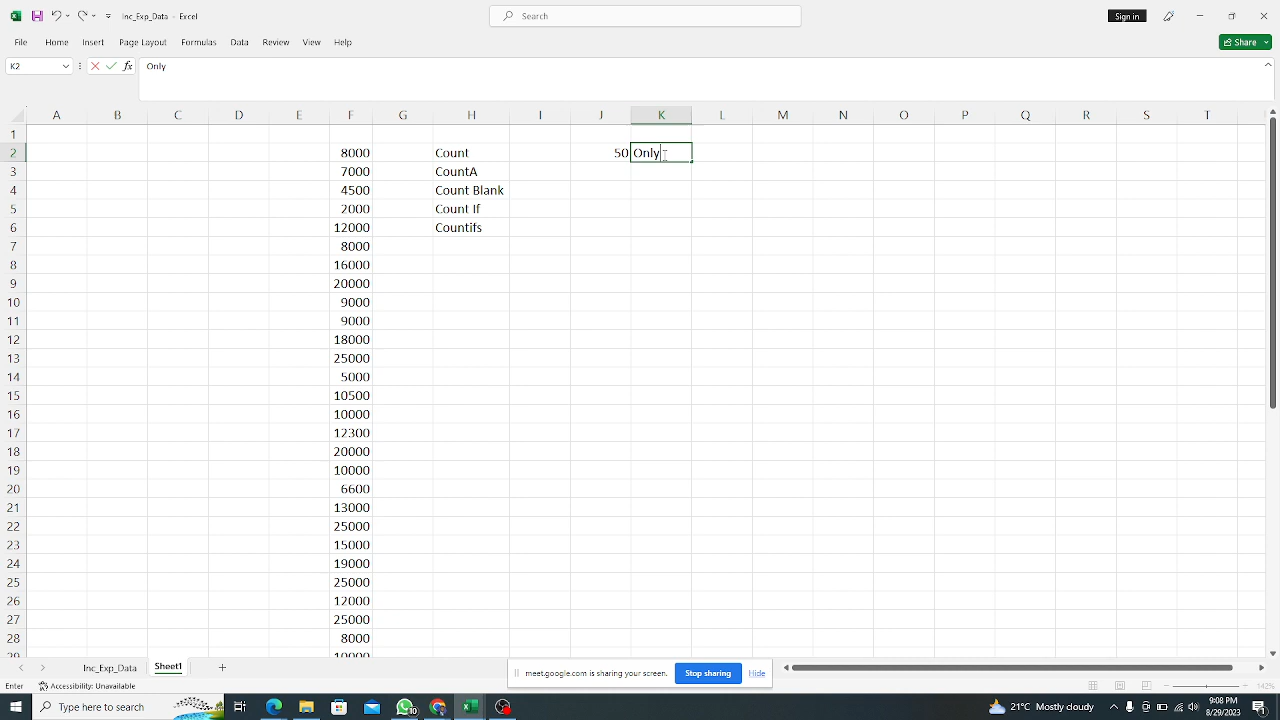 Inc_Exp_Data - Excel
Search
Sign in
File Home Insert Page Layout Formulas Data Review View Help
Share
K2
fx
Only
A B C D E F G H I J K L M N O P Q R S T
1
2 8000 Count 50 Only
3 7000 CountA
4 4500 Count Blank
5 2000 Count If
6 12000 Countifs
7 8000
8 16000
9 20000
10 9000
11 9000
12 18000
13 25000
14 5000
15 10500
16 10000
17 12300
18 20000
19 10000
20 6600
21 13000
22 25000
23 15000
24 19000
25 25000
26 12000
27 25000
28 8000
29 10000
Inc_Exp_Data Sheet1
meet.google.com is sharing your screen. Stop sharing Hide
Edit
Accessibility: Unavailable
142%
Type here to search
21°C Mostly cloudy
9:08 PM
8/29/2023